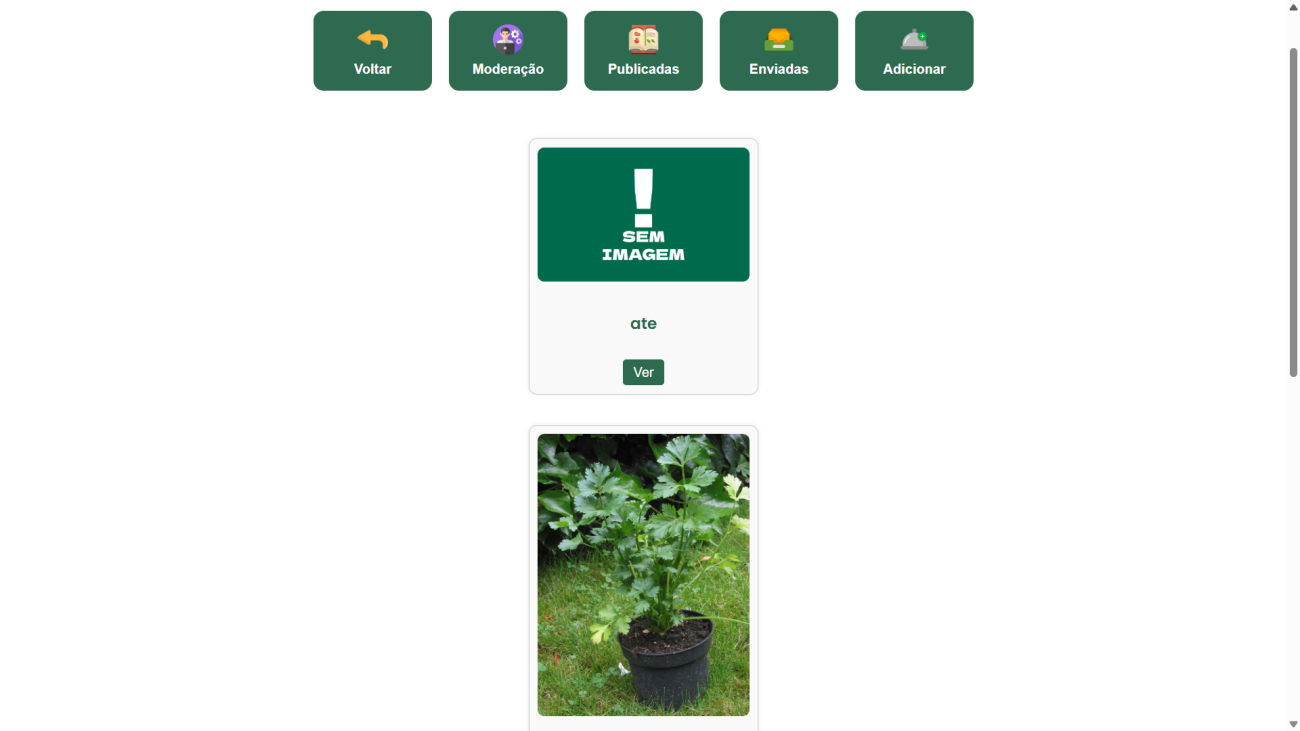 Voltar
Moderação
Publicadas
Enviadas
Adicionar
!
SEM
IMAGEM
ate
Ver